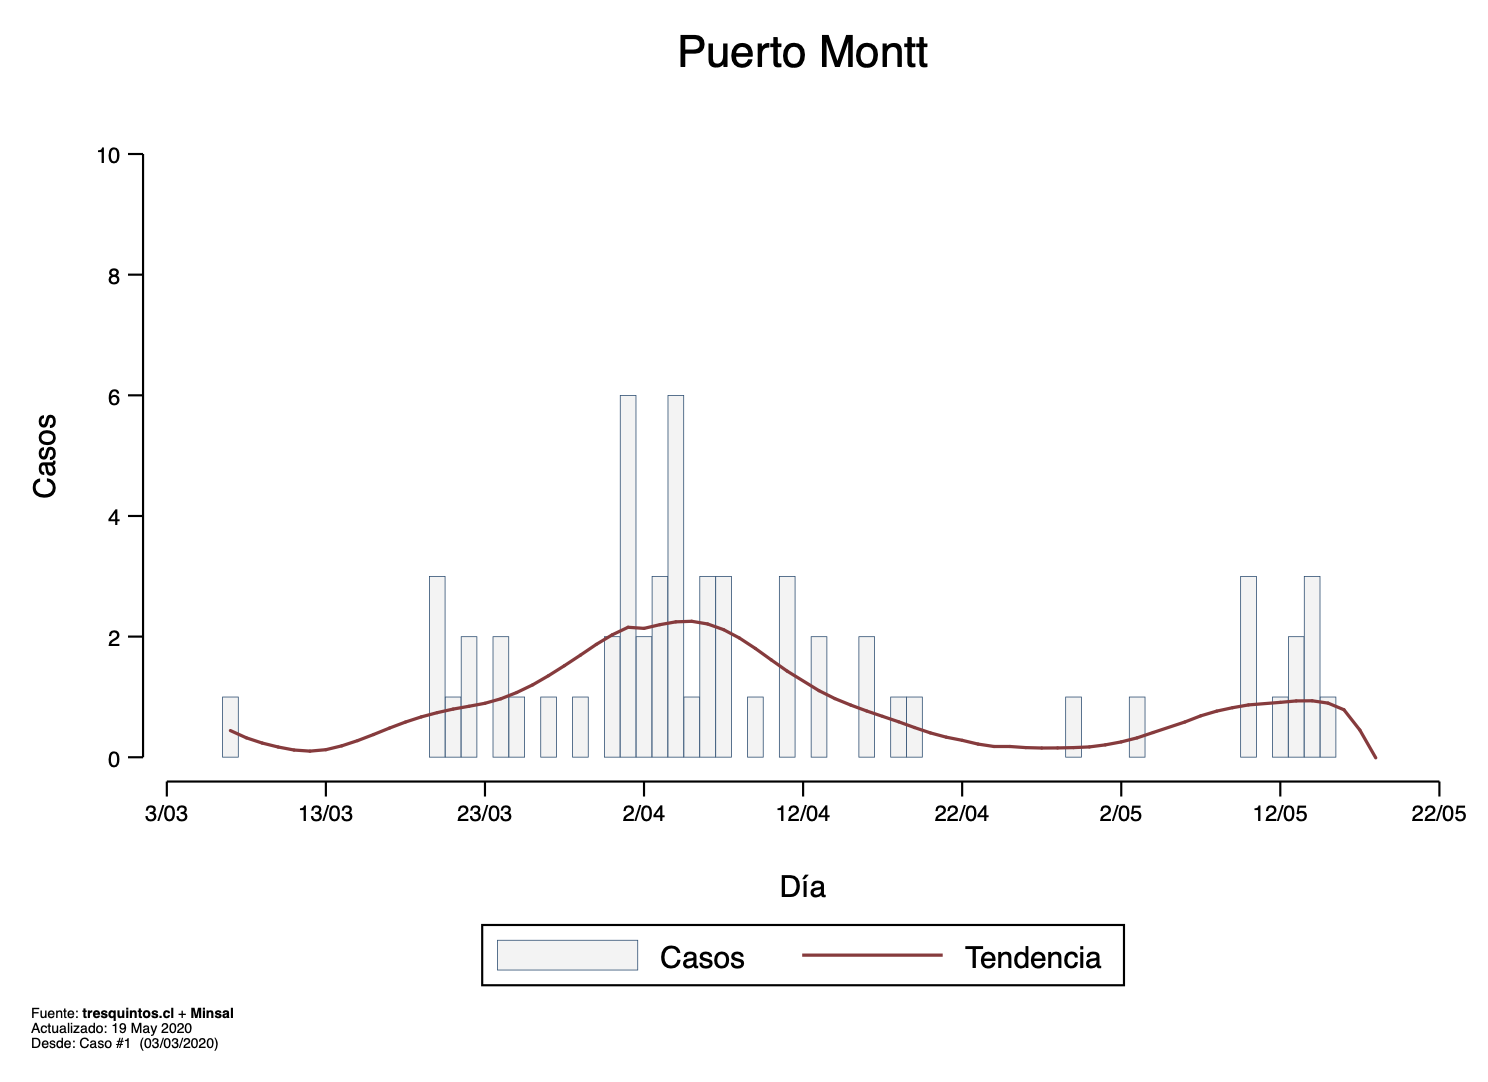 Puerto Montt
10
8
6
4
2
0
Casos
3/03 13/03 23/03 2/04 12/04 22/04 2/05 12/05 22/05
Día
Casos Tendencia
Fuente: tresquintos.cl + Minsal
Actualizado: 19 May 2020
Desde: Caso #1 (03/03/2020)